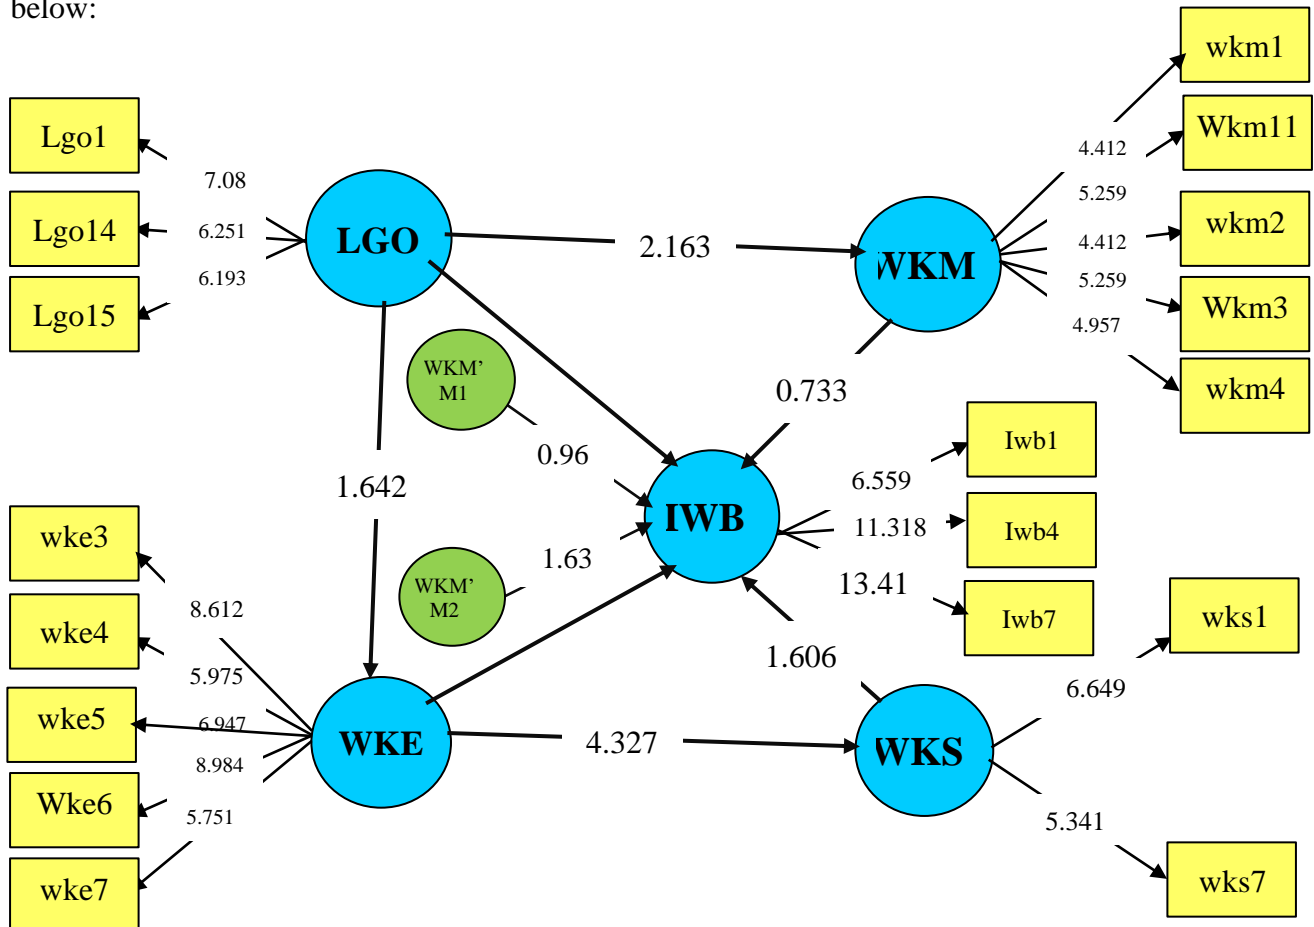 below:
wkm1
Lgo1
4.412
Wkm11
7.08
5.259
Lgo14
6.251
LGO
2.163
4.412
wkm2
WKM
6.193
5.259
Lgo15
4.957
Wkm3
WKM’
M1
0.733
wkm4
0.96
Iwb1
6.559
1.642
IWB
11.318
Iwb4
wke3
1.63
WKM’
M2
13.41
Iwb7
wks1
8.612
wke4
1.606
5.975
6.649
wke5
6.947
WKE
4.327
WKS
8.984
Wke6
5.751
5.341
wke7
wks7